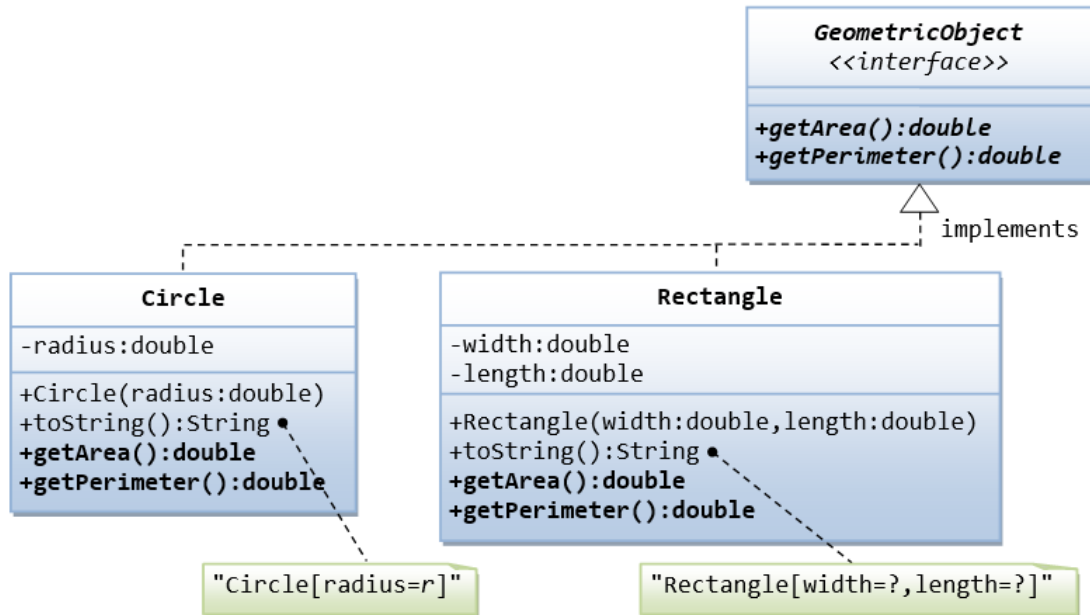 GeometricObject
<<interface>>
+getArea():double
+getPerimeter():double
implements
Circle
-radius:double
+Circle(radius:double)
+toString():String
+getArea():double
+getPerimeter():double
"Circle[radius=r]"
Rectangle
-width:double
-length:double
+Rectangle(width:double,length:double)
+toString():String
+getArea():double
+getPerimeter():double
"Rectangle[width=?,length=?]"